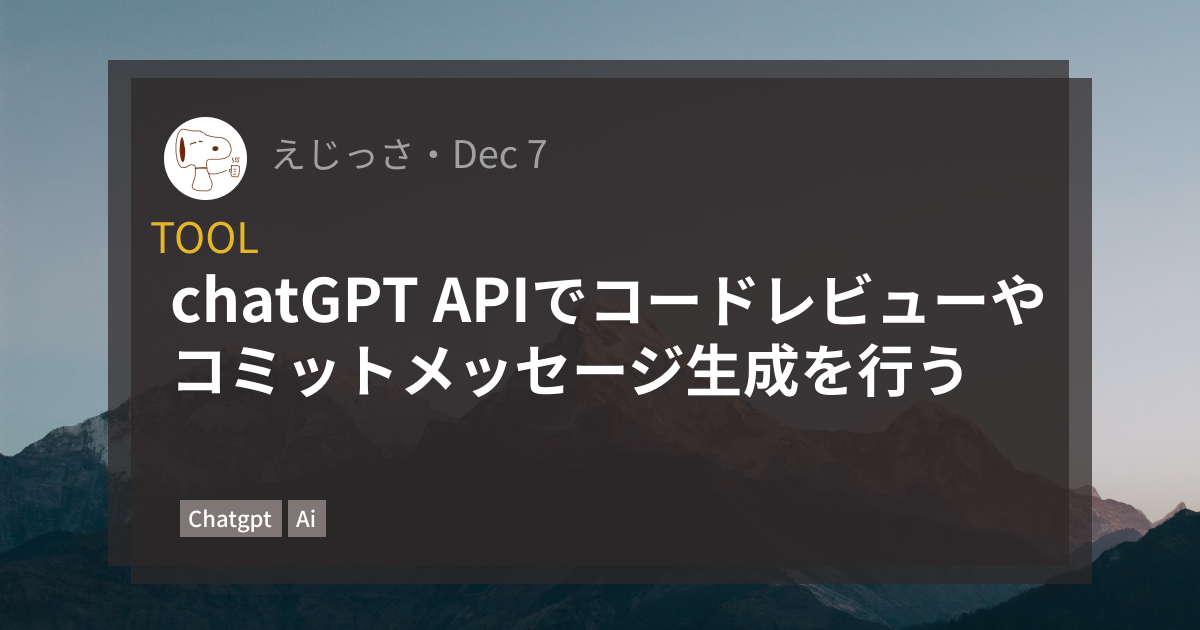 えじっさ・Dec 7
TOOL
chatGPT APIでコードレビューや
コミットメッセージ生成を行う
Chatgpt Ai